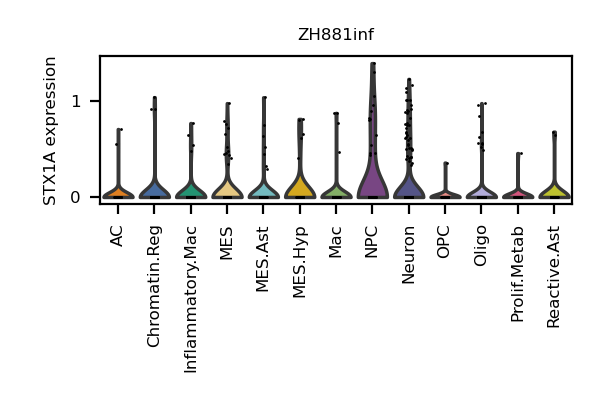 ZH881inf
STX1A expression
1
0
AC
Chromatin.Reg
Inflammatory.Mac
MES
MES.Ast
MES.Hyp
Mac
NPC
Neuron
OPC
Oligo
Prolif.Metab
Reactive.Ast